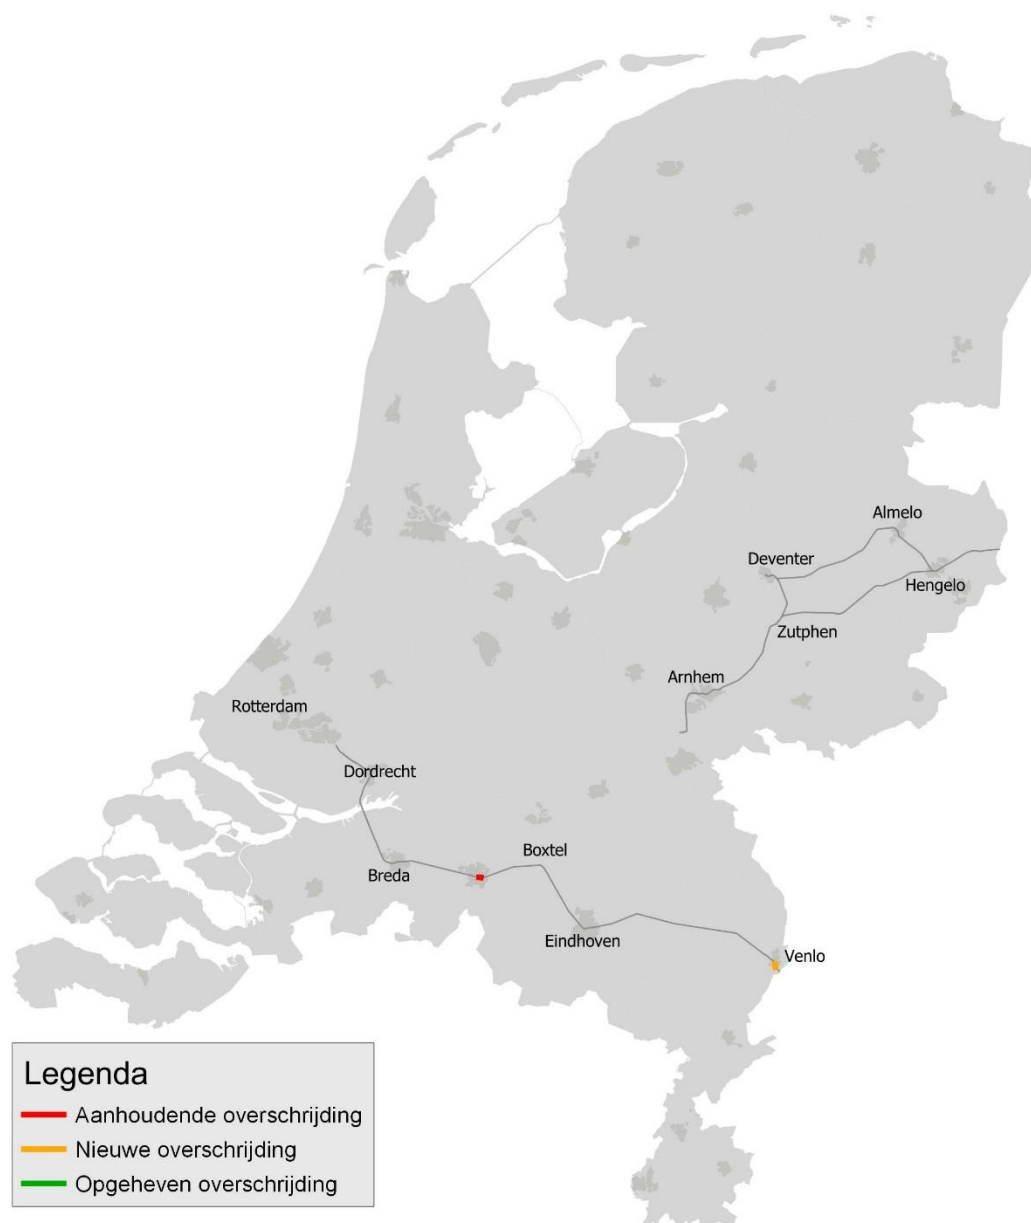 Almelo
Deventer
Hengelo
Zutphen
Arnhem
Rotterdam
Dordrecht
Boxtel
Breda
Eindhoven
Venlo
Legenda
Aanhoudende overschrijding
Nieuwe overschrijding
Opgeheven overschrijding